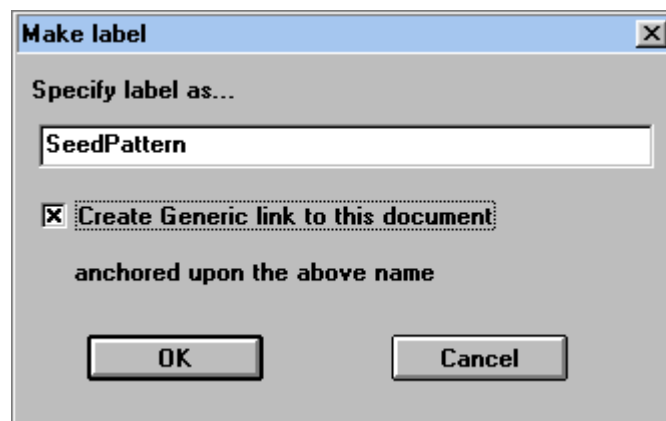 Make label
Specify label as...
SeedPattern
Create Generic link to this document
anchored upon the above name
OK Cancel